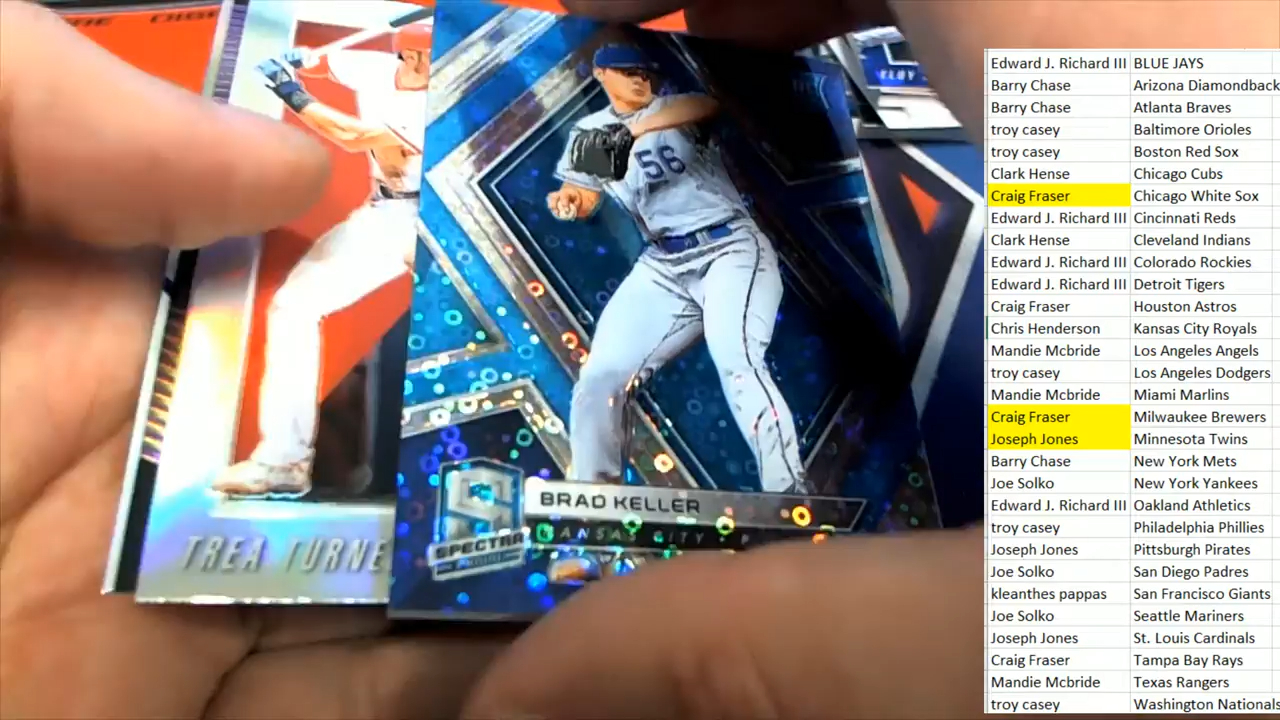 56
BRAD KELLER
KANSAS CITY • P
SPECTRA
TREA TURNE
Edward J. Richard III BLUE JAYS
Barry Chase Arizona Diamondback
Barry Chase Atlanta Braves
troy casey Baltimore Orioles
troy casey Boston Red Sox
Clark Hense Chicago Cubs
Craig Fraser Chicago White Sox
Edward J. Richard III Cincinnati Reds
Clark Hense Cleveland Indians
Edward J. Richard III Colorado Rockies
Edward J. Richard III Detroit Tigers
Craig Fraser Houston Astros
Chris Henderson Kansas City Royals
Mandie Mcbride Los Angeles Angels
troy casey Los Angeles Dodgers
Mandie Mcbride Miami Marlins
Craig Fraser Milwaukee Brewers
Joseph Jones Minnesota Twins
Barry Chase New York Mets
Joe Solko New York Yankees
Edward J. Richard III Oakland Athletics
troy casey Philadelphia Phillies
Joseph Jones Pittsburgh Pirates
Joe Solko San Diego Padres
kleanthes pappas San Francisco Giants
Joe Solko Seattle Mariners
Joseph Jones St. Louis Cardinals
Craig Fraser Tampa Bay Rays
Mandie Mcbride Texas Rangers
troy casey Washington Nationals